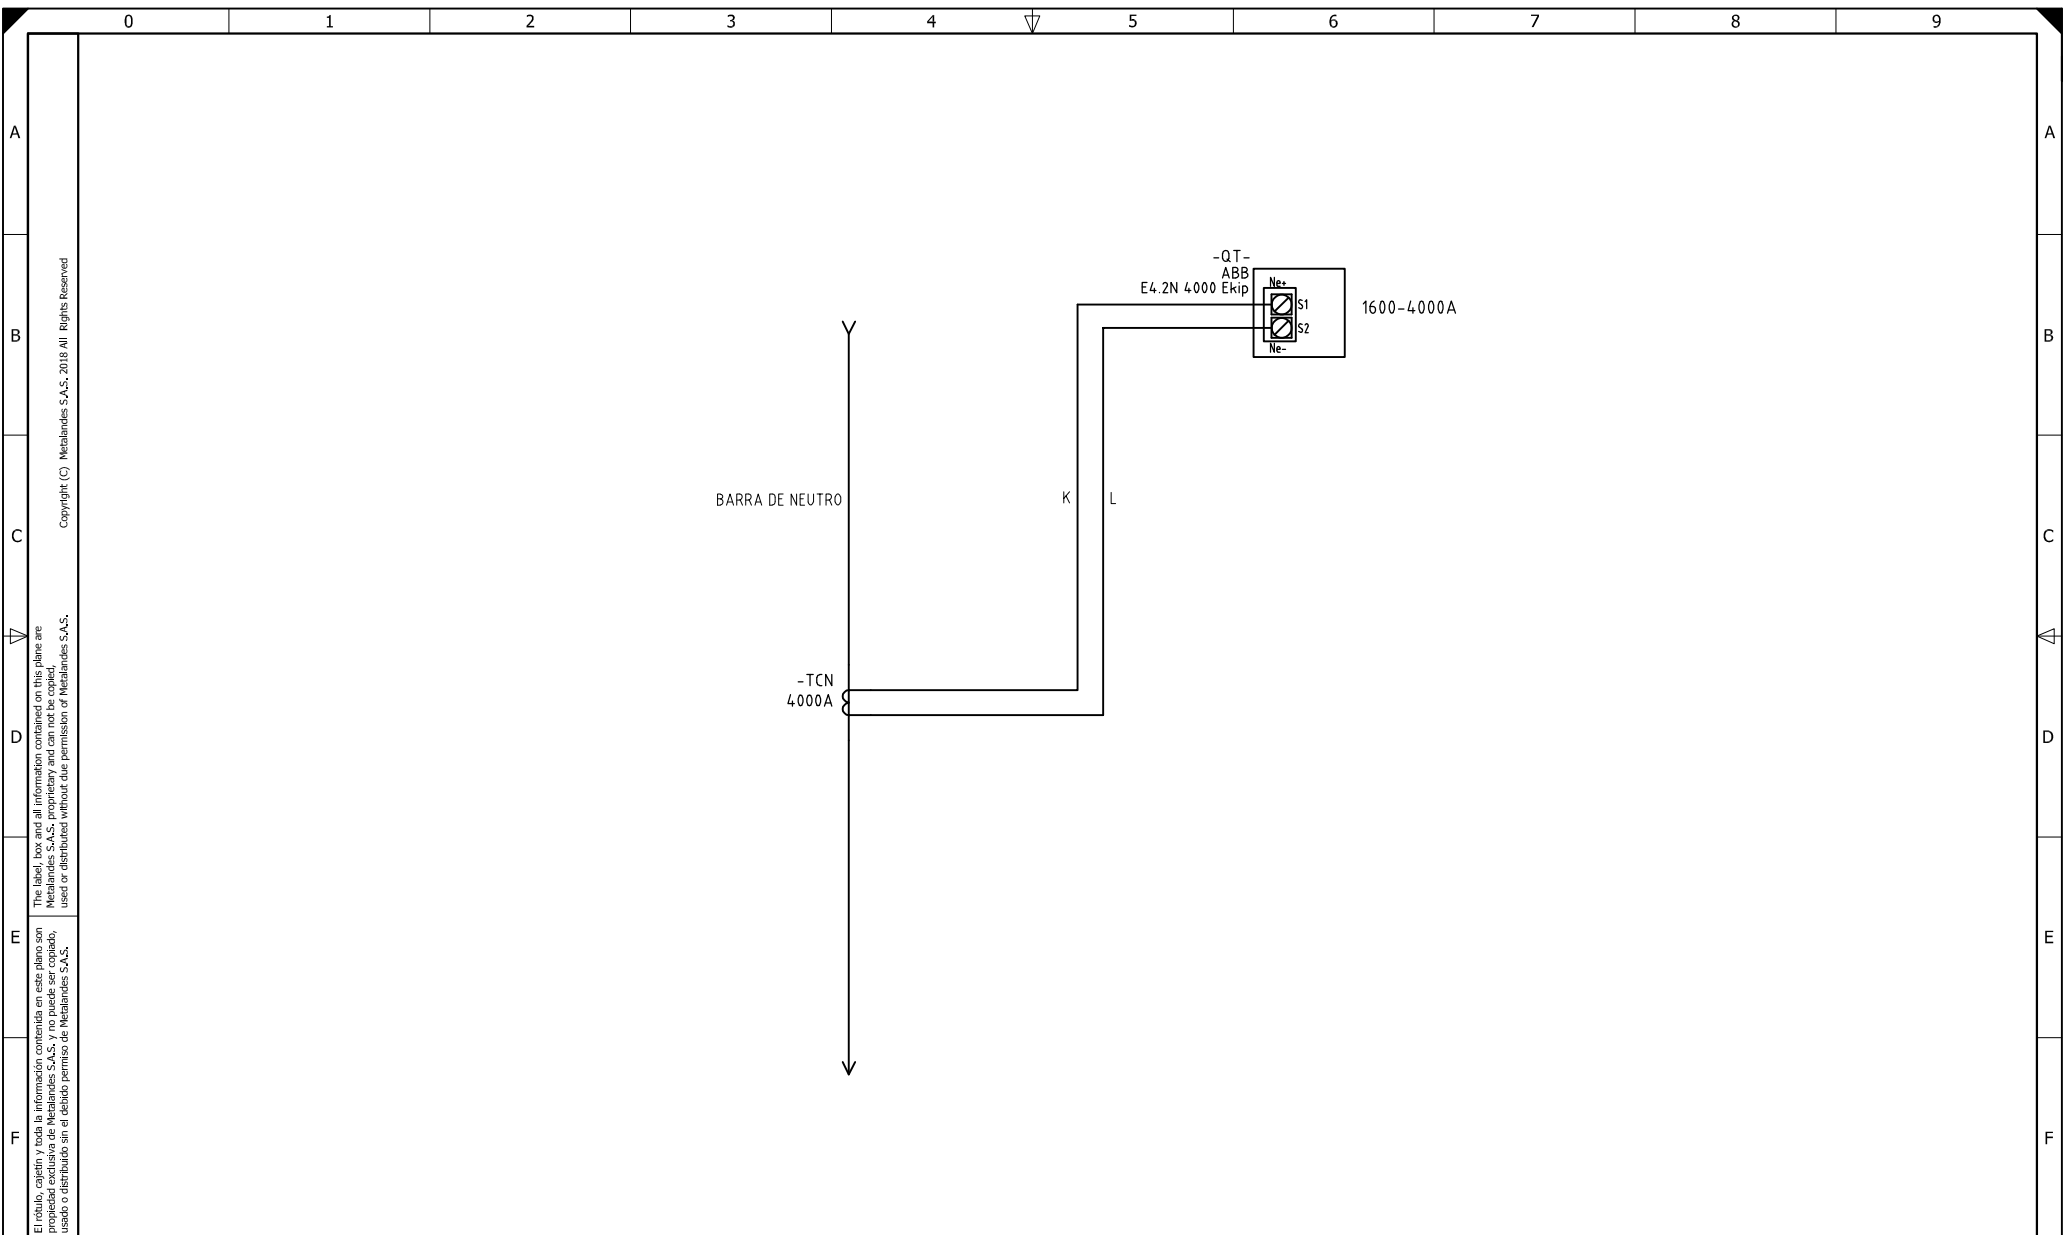 0 1 2 3 4 5 6 7 8 9
A A
B B
C C
D D
E E
F F
Copyright (C) Metalandes S.A.S. 2018 All Rights Reserved
The label, box and all information contained on this plane are
Metalandes S.A.S. proprietary and can not be copied,
used or distributed without due permission of Metalandes S.A.S.
El rótulo, cajetín y toda la información contenida en este plano son
propiedad exclusiva de Metalandes S.A.S. y no puede ser copiado,
usado o distribuido sin el debido permiso de Metalandes S.A.S.
-QT-
ABB
E4.2N 4000 Ekip
Ne+
S1
S2
Ne-
1600-4000A
BARRA DE NEUTRO
K
L
-TCN
4000A